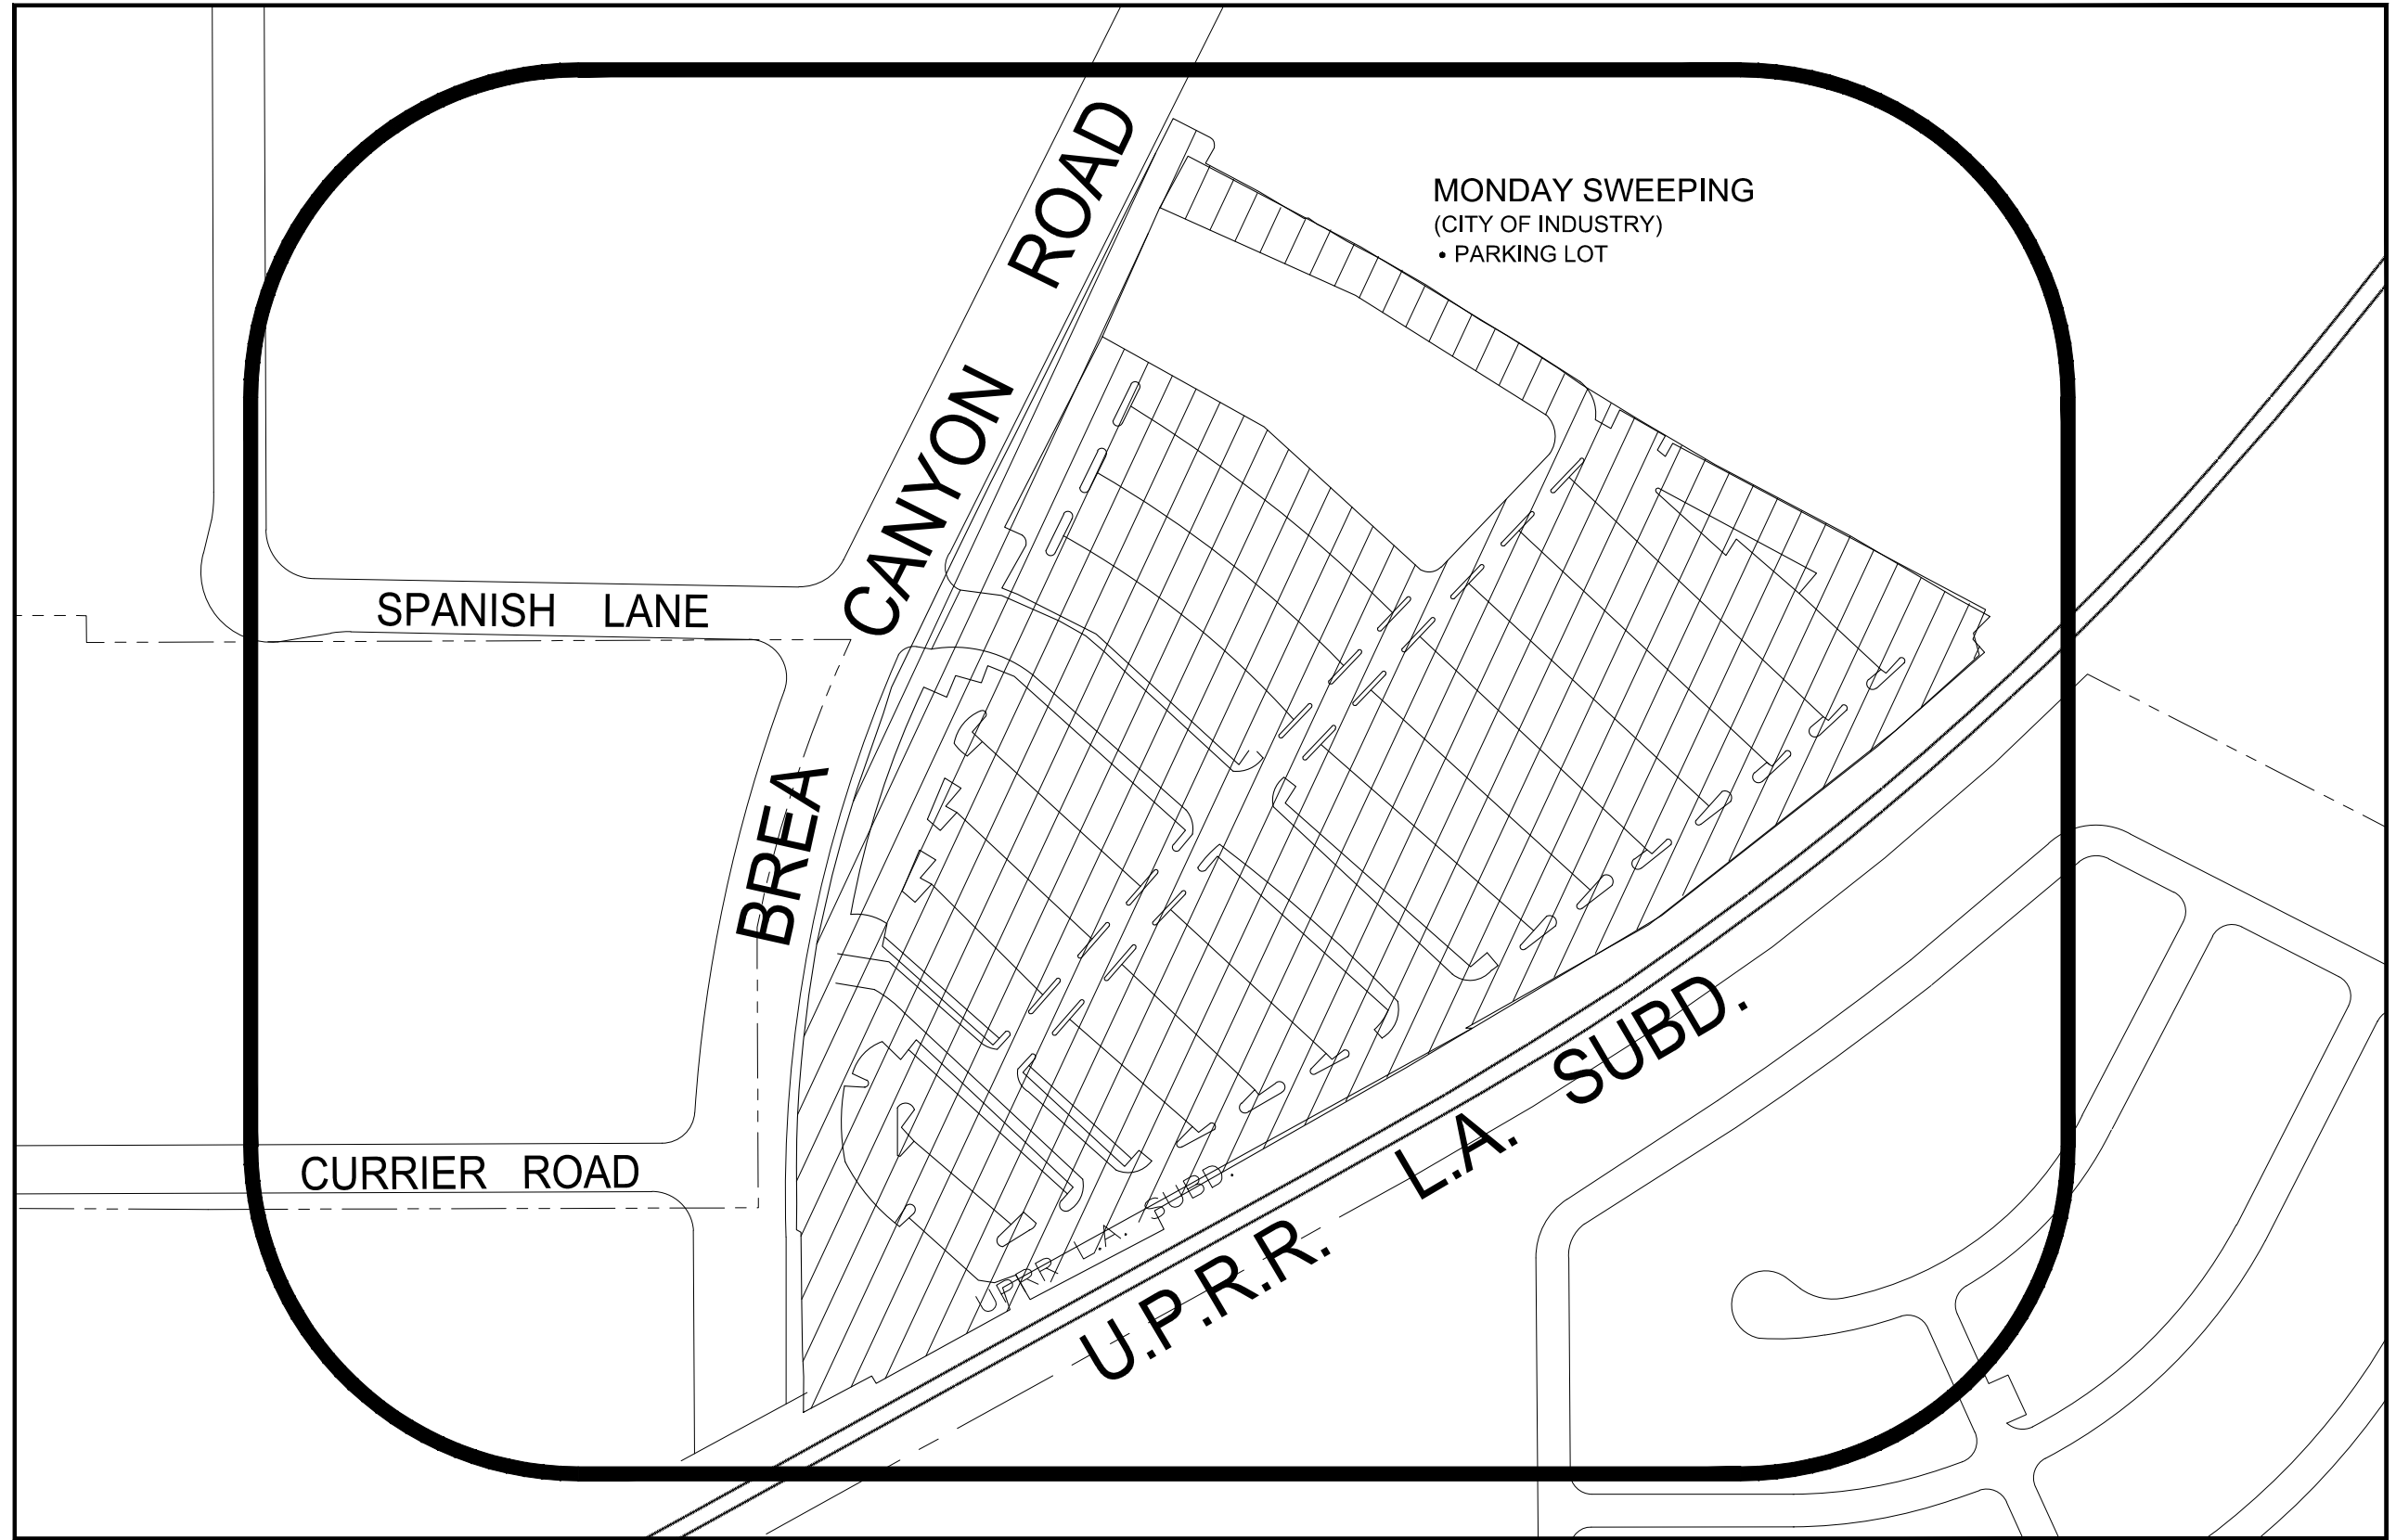 MONDAY SWEEPING
(CITY OF INDUSTRY)
• PARKING LOT
BREA CANYON ROAD
SPANISH LANE
CURRIER ROAD
UPRR L.A. SUBD.
U.P.R.R. L.A. SUBD.